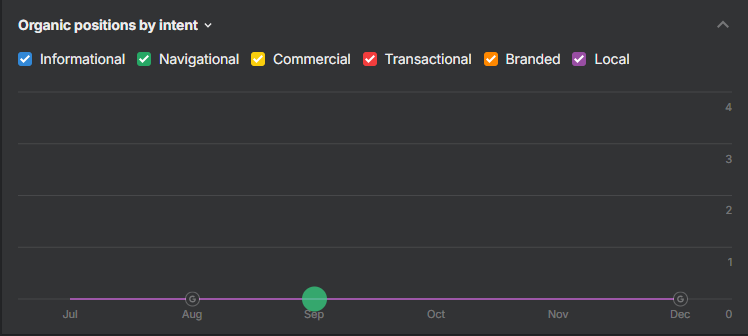 Organic positions by intent
Informational Navigational Commercial Transactional Branded Local
4
3
2
1
G G
Jul Aug Sep Oct Nov Dec 0